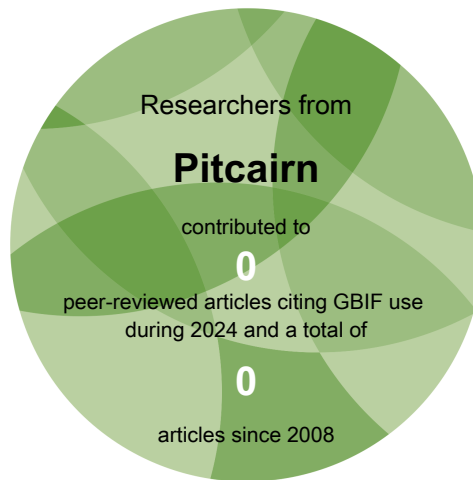 Researchers from
Pitcairn
contributed to
0
peer-reviewed articles citing GBIF use
during 2024 and a total of
0
articles since 2008